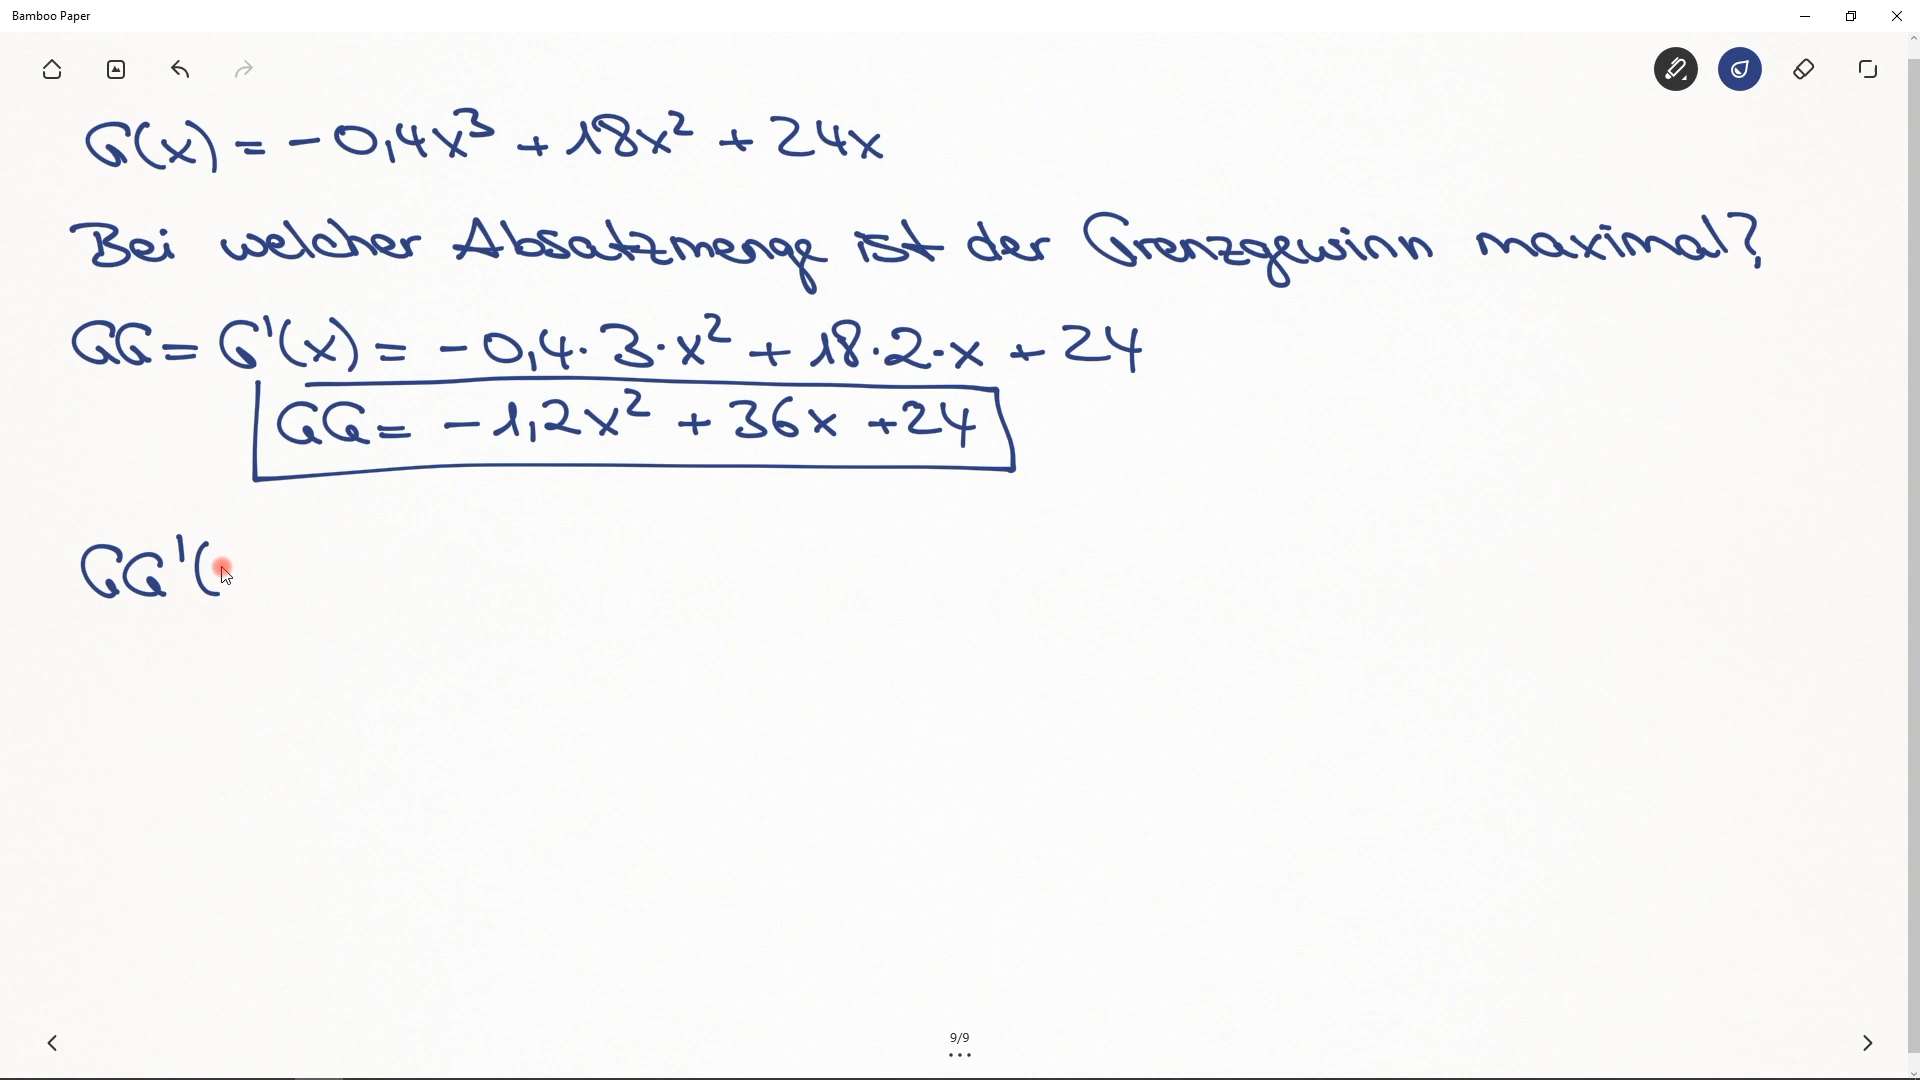 Bamboo Paper
G(x) = -0,4x³ + 18x² + 24x
Bei welcher Absatzmenge ist der Grenzgewinn maximal?
GG = G'(x) = -0,4·3·x² + 18·2·x + 24
GG = -1,2x² + 36x + 24
GG'(
9/9